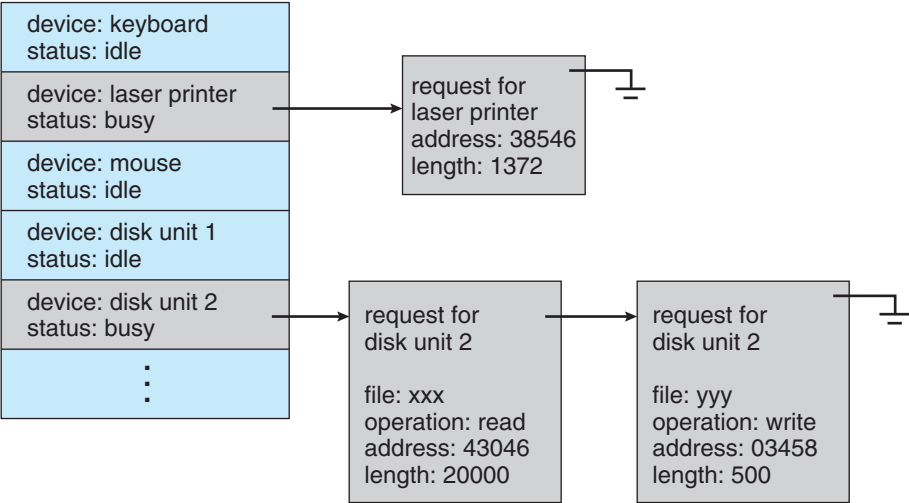 device: keyboard
status: idle
device: laser printer
status: busy
device: mouse
status: idle
device: disk unit 1
status: idle
device: disk unit 2
status: busy
request for
laser printer
address: 38546
length: 1372
request for
disk unit 2
file: xxx
operation: read
address: 43046
length: 20000
request for
disk unit 2
file: yyy
operation: write
address: 03458
length: 500